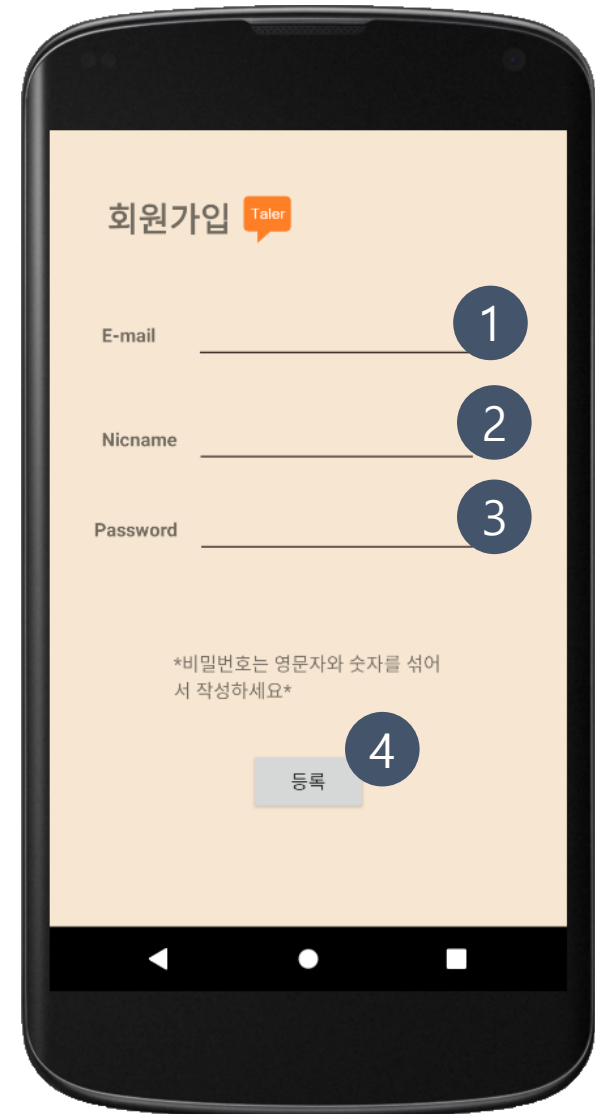 회원가입 Taler
E-mail 1
Nicname 2
Password 3
*비밀번호는 영문자와 숫자를 섞어
서 작성하세요*
4
등록